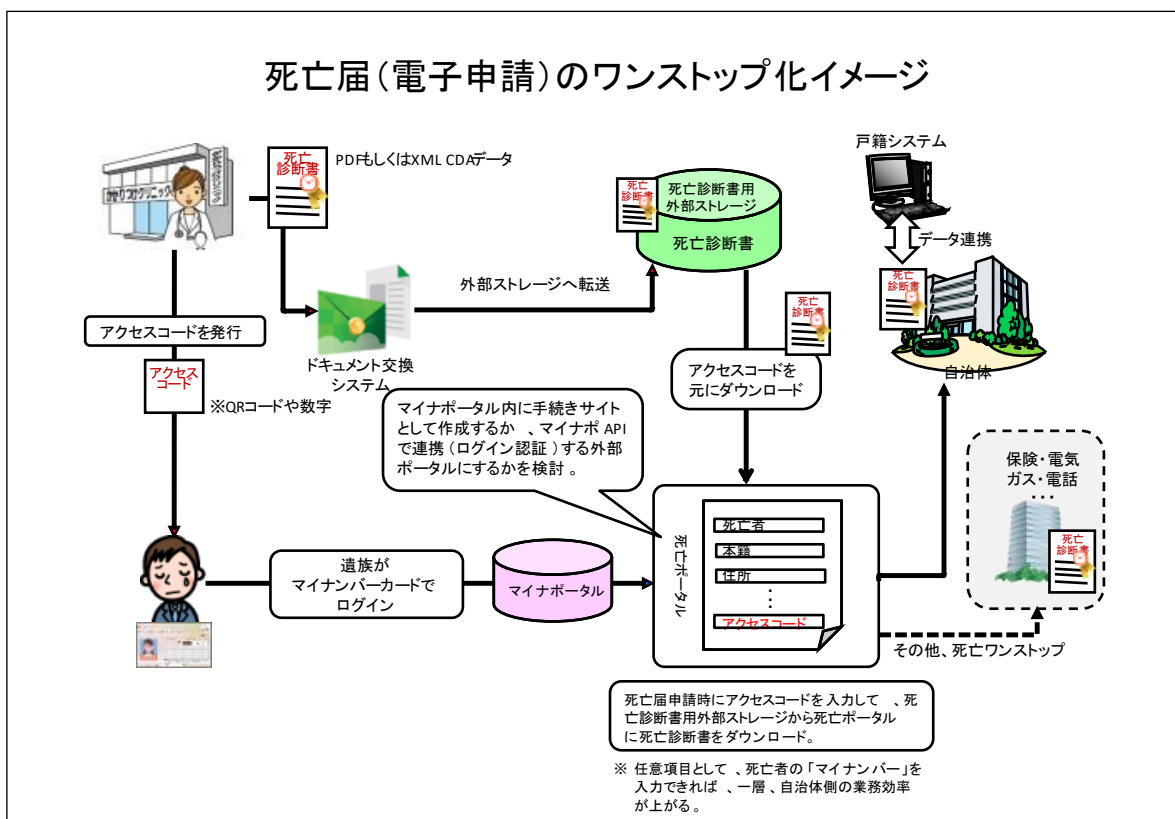 死亡届(電子申請)のワンストップ化イメージ
かかりつけクリニック
死亡
診断書
PDFもしくはXML CDAデータ
死亡
診断書
死亡診断書用
外部ストレージ
死亡診断書
戸籍システム
データ連携
死亡
診断書
自治体
外部ストレージへ転送
ドキュメント交換
システム
アクセスコードを発行
アクセス
コード
※QRコードや数字
死亡
診断書
アクセスコードを
元にダウンロード
マイナポータル内に手続きサイト
として作成するか 、マイナポ API
で連携(ログイン認証 )する外部
ポータルにするかを検討 。
保険・電気
ガス・電話
…
死亡
診断書
遺族が
マイナンバーカードで
ログイン
マイナポータル
死亡ポータル
死亡者
本籍
住所
⋮
アクセスコード
その他、死亡ワンストップ
死亡届申請時にアクセスコードを入力して 、死
亡診断書用外部ストレージから死亡ポータル
に死亡診断書をダウンロード。
※ 任意項目として 、死亡者の「マイナンバー」を
入力できれば 、一層 、自治体側の業務効率
が上がる 。